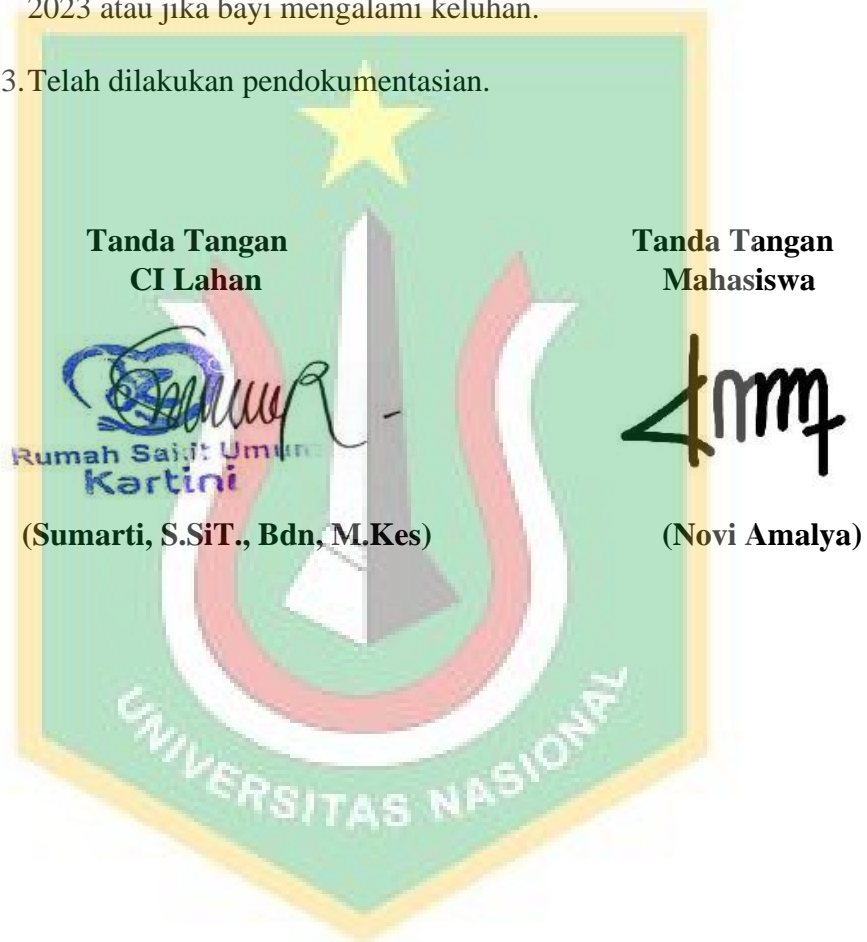 2023 atau jika bayi mengalami keluhan.
3. Telah dilakukan pendokumentasian.
Tanda Tangan
CI Lahan
Tanda Tangan
Mahasiswa
Rumah Sakit Umum
Kartini
(Sumarti, S.SiT., Bdn, M.Kes)
(Novi Amalya)
UNIVERSITAS NASIONAL